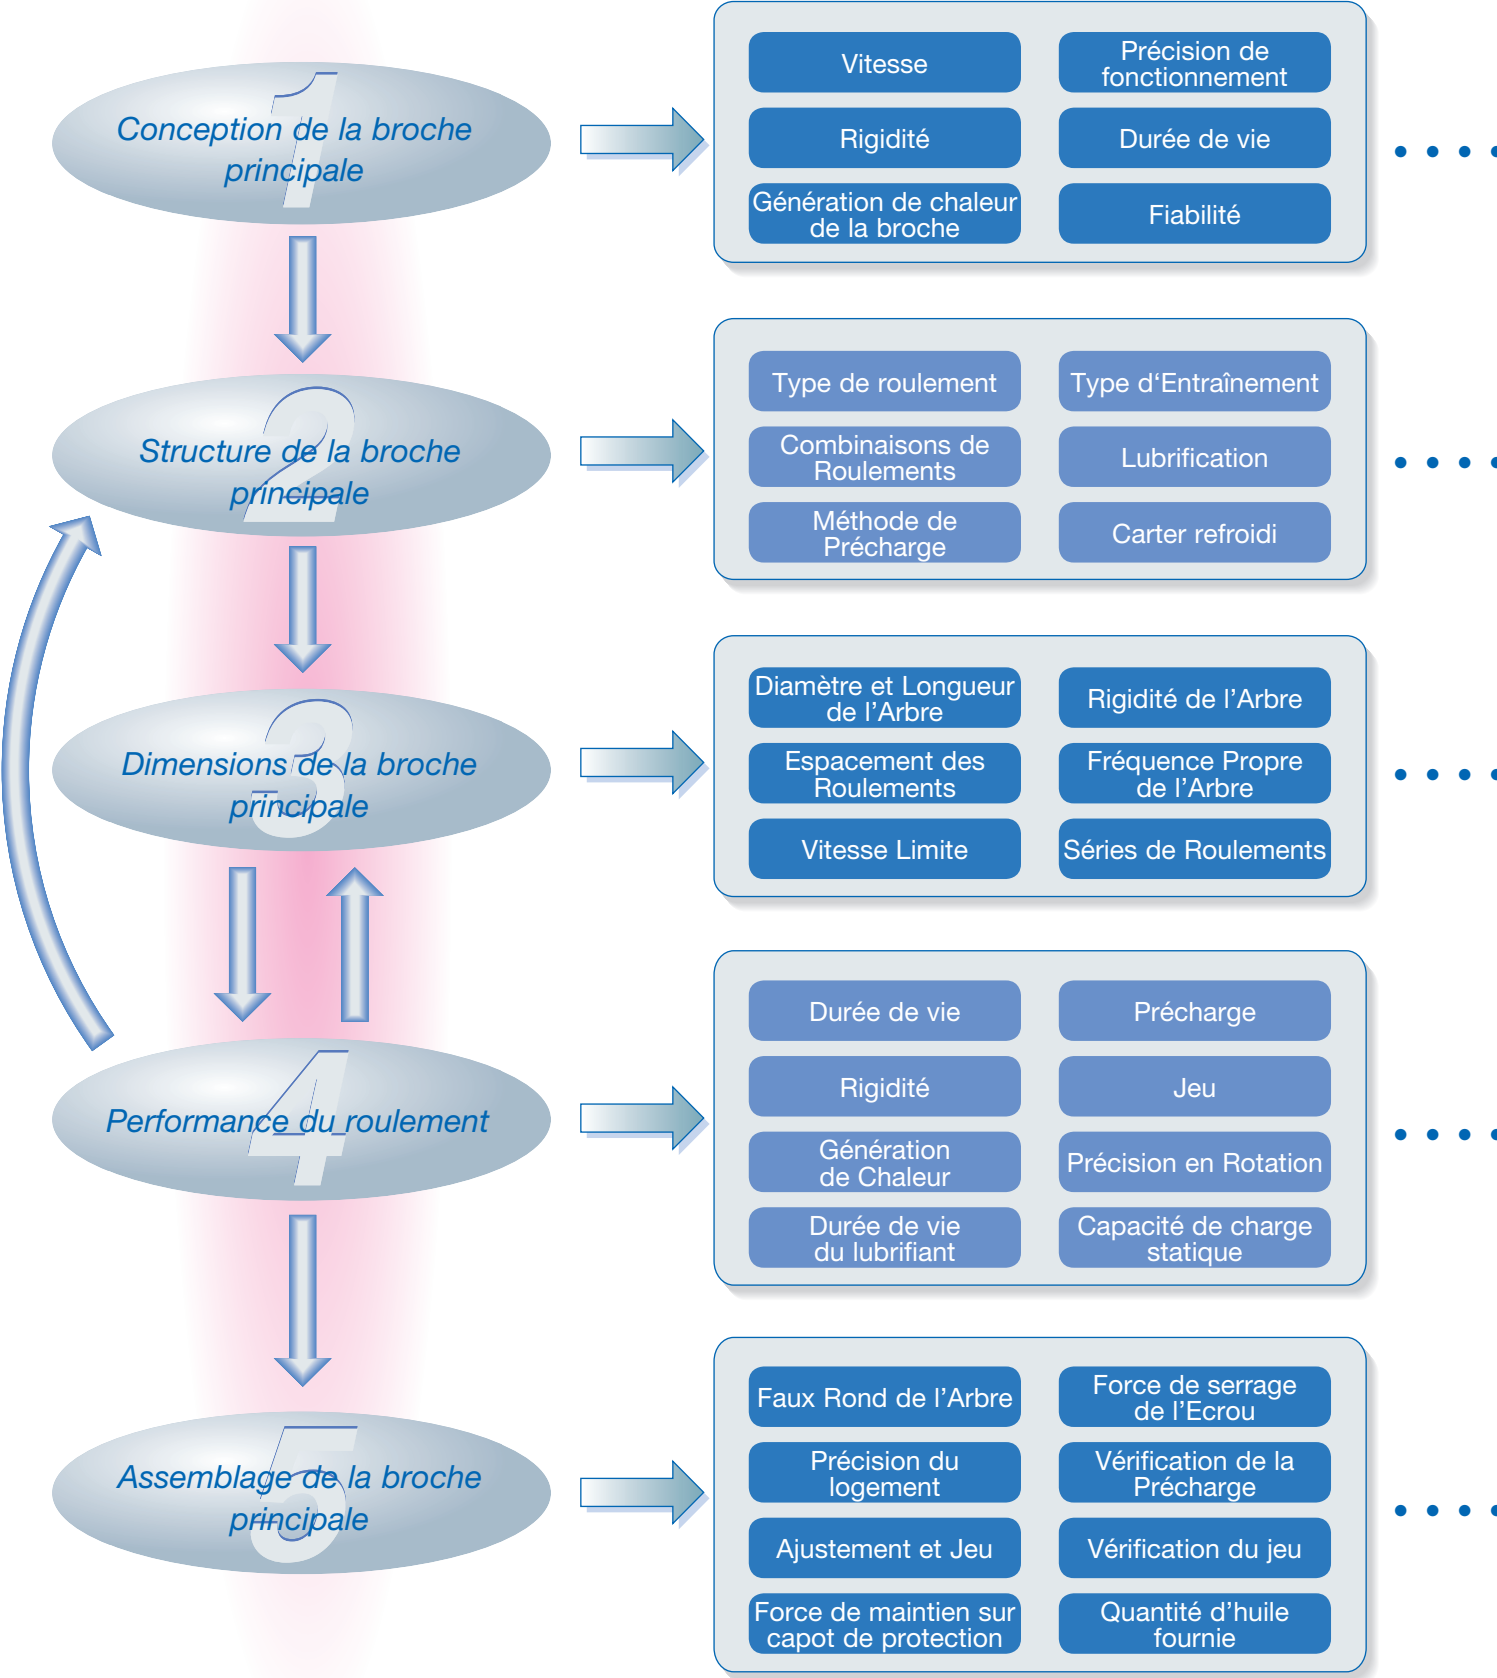 1
Conception de la broche
principale
Vitesse
Précision de
fonctionnement
Rigidité
Durée de vie
Génération de chaleur
de la broche
Fiabilité
2
Structure de la broche
principale
Type de roulement
Type d‘Entraînement
Combinaisons de
Roulements
Lubrification
Méthode de
Précharge
Carter refroidi
3
Dimensions de la broche
principale
Diamètre et Longueur
de l’Arbre
Rigidité de l’Arbre
Espacement des
Roulements
Fréquence Propre
de l’Arbre
Vitesse Limite
Séries de Roulements
4
Performance du roulement
Durée de vie
Précharge
Rigidité
Jeu
Génération
de Chaleur
Précision en Rotation
Durée de vie
du lubrifiant
Capacité de charge
statique
5
Assemblage de la broche
principale
Faux Rond de l’Arbre
Force de serrage
de l’Ecrou
Précision du
logement
Vérification de la
Précharge
Ajustement et Jeu
Vérification du jeu
Force de maintien sur
capot de protection
Quantité d’huile
fournie